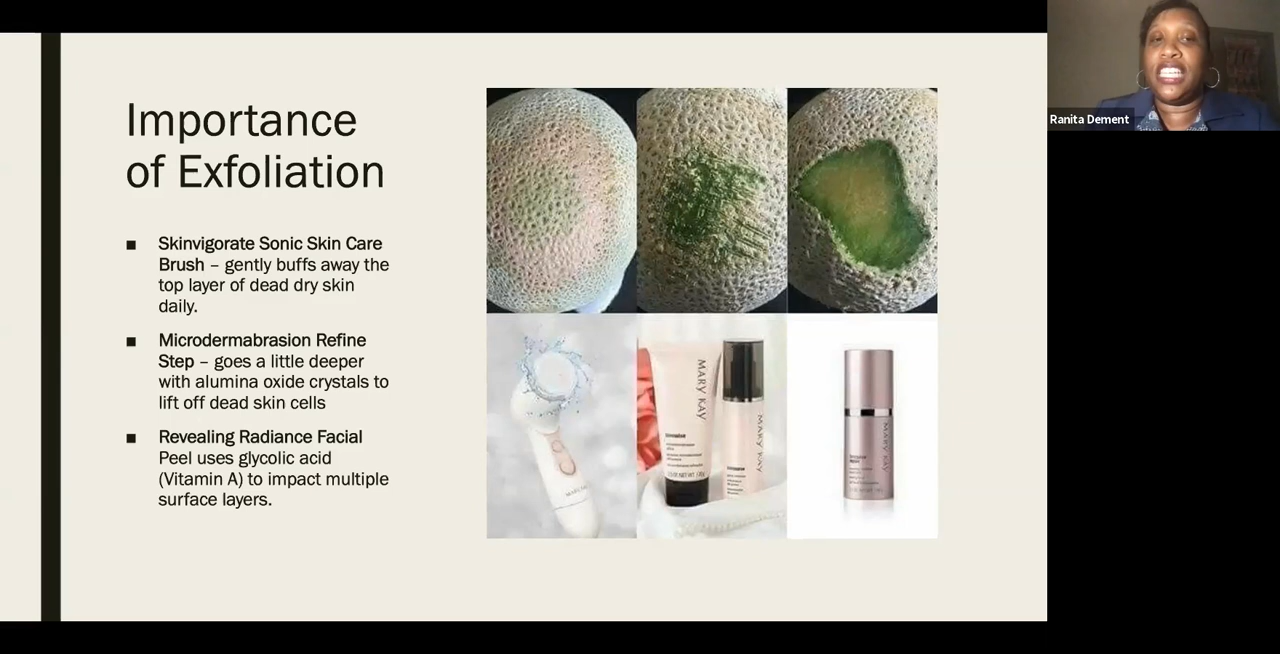 Importance
of Exfoliation
■ Skinvigorate Sonic Skin Care
Brush – gently buffs away the
top layer of dead dry skin
daily.
■ Microdermabrasion Refine
Step – goes a little deeper
with alumina oxide crystals to
lift off dead skin cells
■ Revealing Radiance Facial
Peel uses glycolic acid
(Vitamin A) to impact multiple
surface layers.
MARY KAY
MARY KAY
MARY KAY
MARY KAY
Ranita Dement